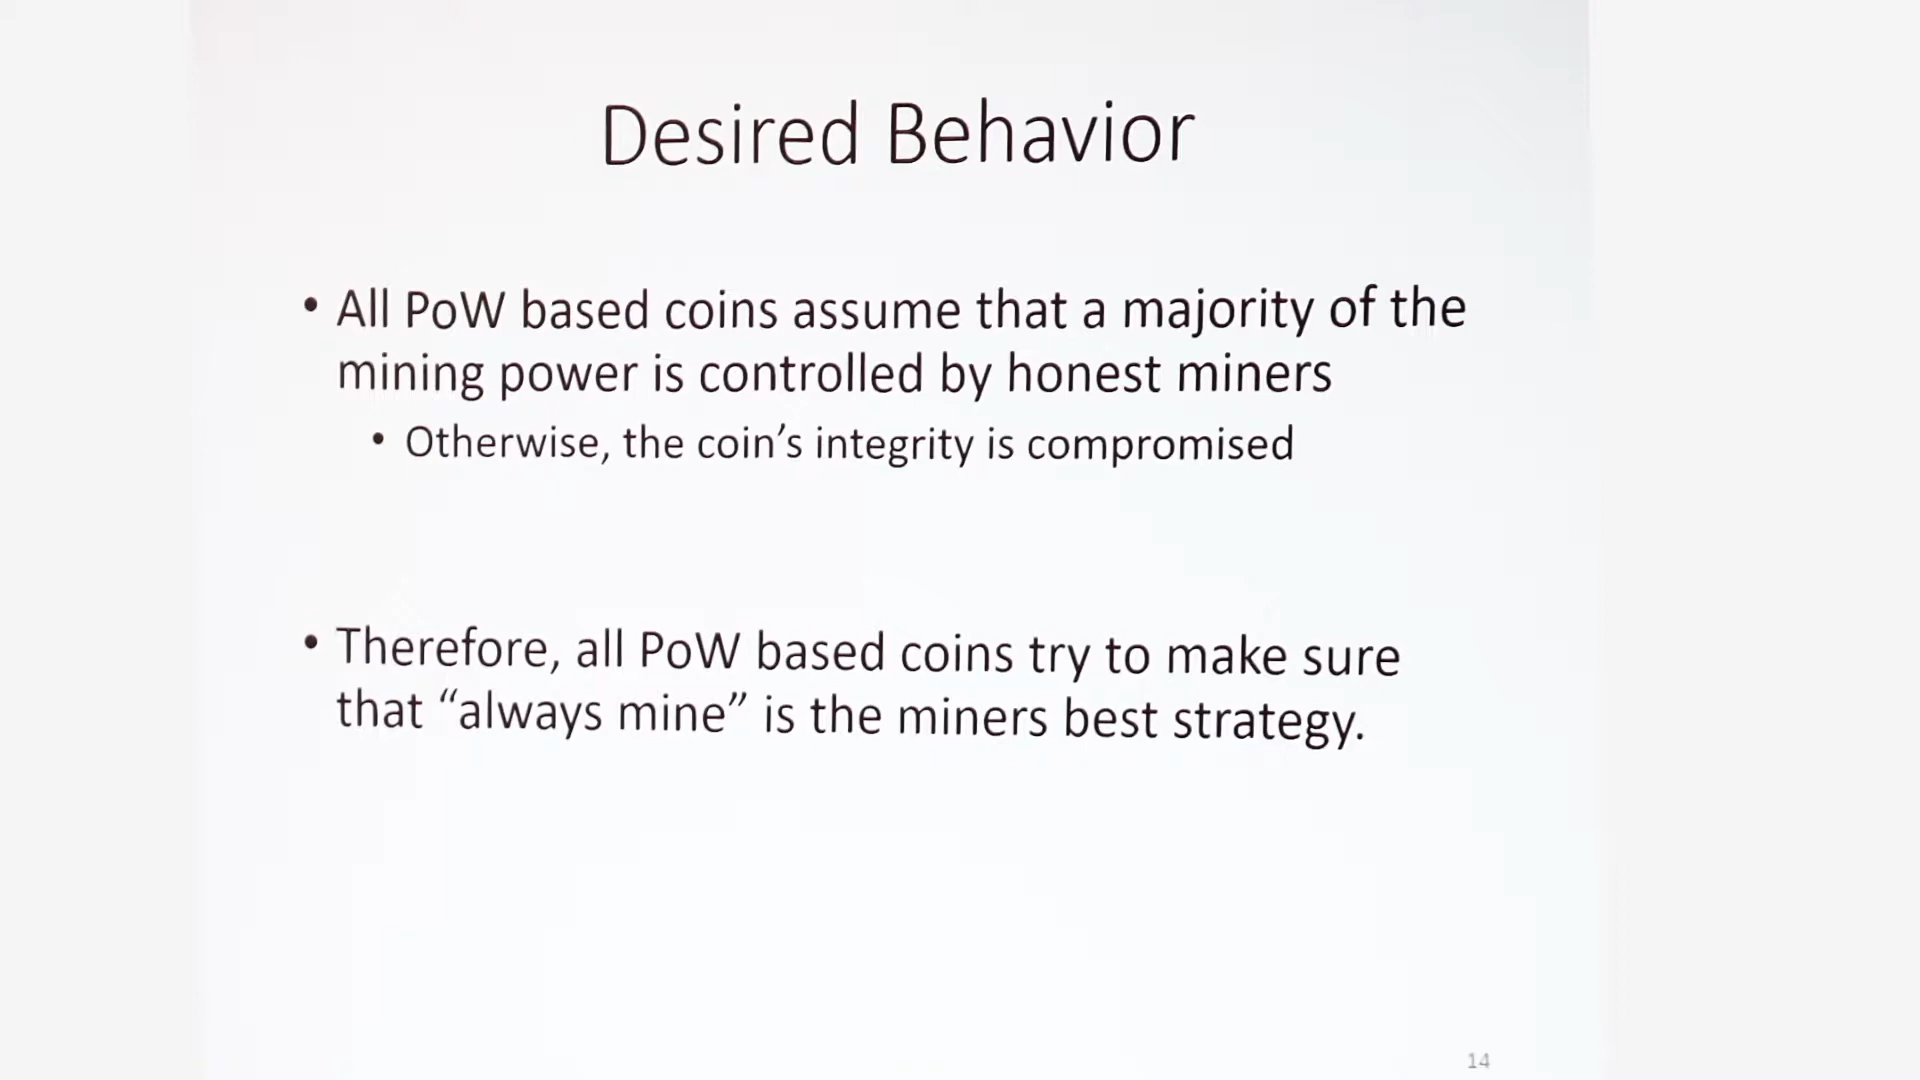 Desired Behavior
• All PoW based coins assume that a majority of the
mining power is controlled by honest miners
• Otherwise, the coin’s integrity is compromised
• Therefore, all PoW based coins try to make sure
that “always mine” is the miners best strategy.
14